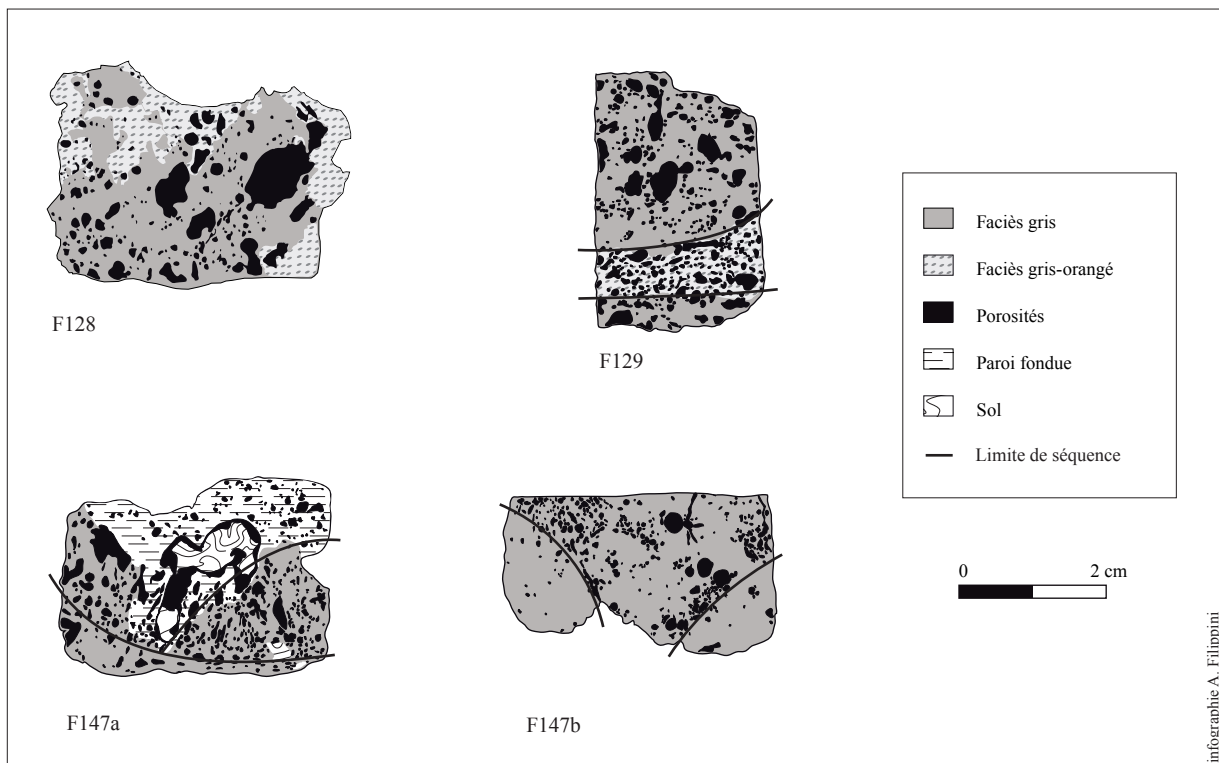 F128
F129
Faciès gris
Faciès gris-orangé
Porosités
Paroi fondue
Sol
Limite de séquence
0 2 cm
F147a
F147b
infographie A. Filippini